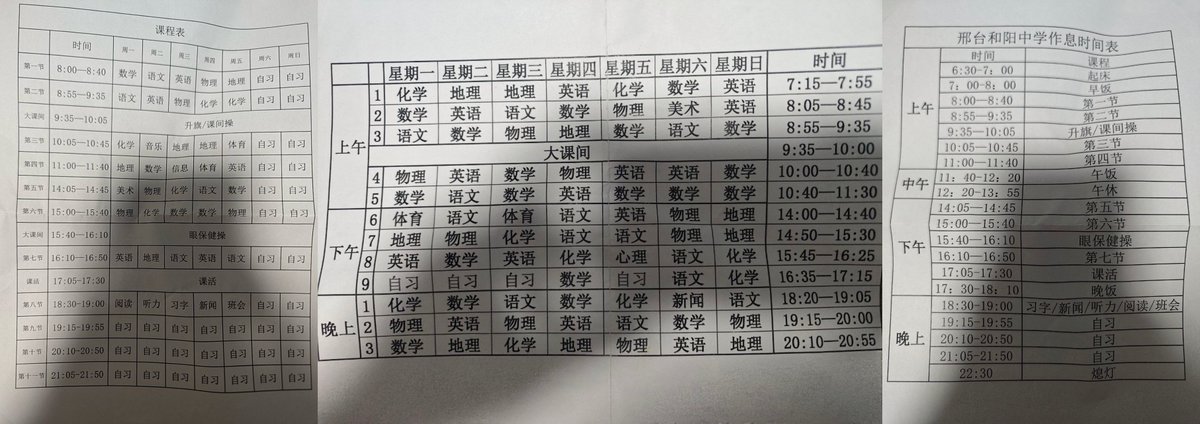 课程表
时间 周一 周二 周三 周四 周五 周六 周日
第一节 8:00—8:40 数学 语文 英语 物理 地理 自习 自习
第二节 8:55—9:35 语文 英语 物理 化学 化学 自习 自习
大课间 9:35—10:05 升旗/课间操
第三节 10:05—10:45 化学 音乐 地理 地理 体育 自习 自习
第四节 11:00—11:40 地理 数学 信息 体育 英语 自习 自习
第五节 14:05—14:45 美术 物理 化学 语文 数学 自习 自习
第六节 15:00—15:40 物理 化学 数学 数学 物理 自习 自习
大课间 15:40—16:10 眼保健操
第七节 16:10—16:50 英语 地理 语文 英语 语文 自习 自习
课活 17:05-17:30 课活
第八节 18:30-19:00 阅读 听力 习字 新闻 班会 自习 自习
第九节 19:15-19:55 自习 自习 自习 自习 自习 自习 自习
第十节 20:10-20:50 自习 自习 自习 自习 自习 自习 自习
第十一节 21:05-21:50 自习 自习 自习 自习 自习 自习 自习
星期一 星期二 星期三 星期四 星期五 星期六 星期日 时间
上午
1 化学 地理 地理 英语 化学 数学 英语 7:15—7:55
2 数学 英语 语文 数学 物理 美术 英语 8:05—8:45
3 语文 数学 物理 地理 数学 语文 数学 8:55—9:35
大课间 9:35—10:00
4 物理 英语 数学 物理 英语 英语 物理 10:00—10:40
5 数学 语文 数学 英语 数学 数学 数学 10:40—11:30
下午
6 体育 语文 体育 语文 英语 物理 地理 14:00—14:40
7 地理 物理 化学 语文 语文 物理 化学 14:50—15:30
8 英语 数学 英语 化学 心理 语文 化学 15:45—16:25
9 自习 自习 自习 数学 自习 语文 化学 16:35—17:15
晚上
1 化学 数学 语文 数学 化学 新闻 语文 18:20—19:05
2 物理 英语 物理 英语 语文 数学 物理 19:15—20:00
3 数学 地理 化学 地理 物理 英语 地理 20:10—20:55
邢台和阳中学作息时间表
时间 课程
上午
6:30-7:00 起床
7:00-8:00 早饭
8:00—8:40 第一节
8:55—9:35 第二节
9:35—10:05 升旗/课间操
10:05—10:45 第三节
11:00—11:40 第四节
中午
11:40-12:20 午饭
12:20-13:55 午休
下午
14:05—14:45 第五节
15:00—15:40 第六节
15:40—16:10 眼保健操
16:10—16:50 第七节
17:05-17:30 课活
17:30-18:10 晚饭
晚上
18:30-19:00 习字/新闻/听力/阅读/班会
19:15-19:55 自习
20:10-20:50 自习
21:05-21:50 自习
22:30 熄灯